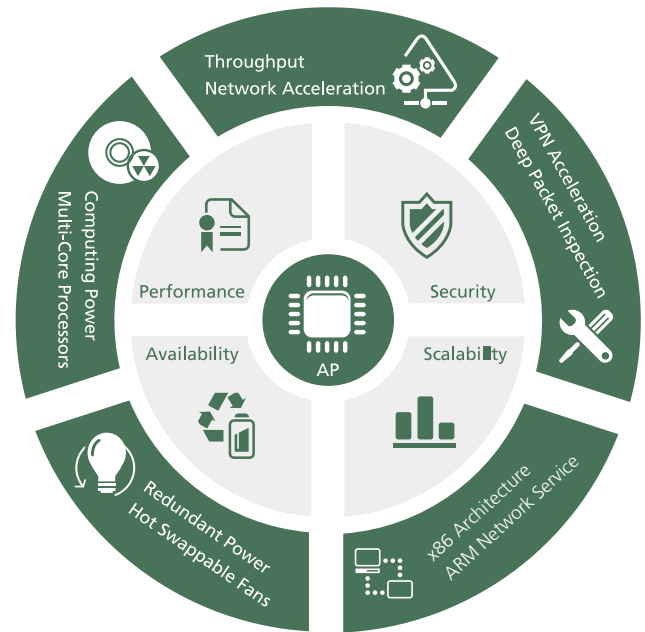 Throughput
Network Acceleration
VPN Acceleration
Deep Packet Inspection
Computing Power
Multi-Core Processors
Performance
Security
AP
Availability
Redundant Power
Hot Swappable Fans
x86 Architecture
ARM Network Service